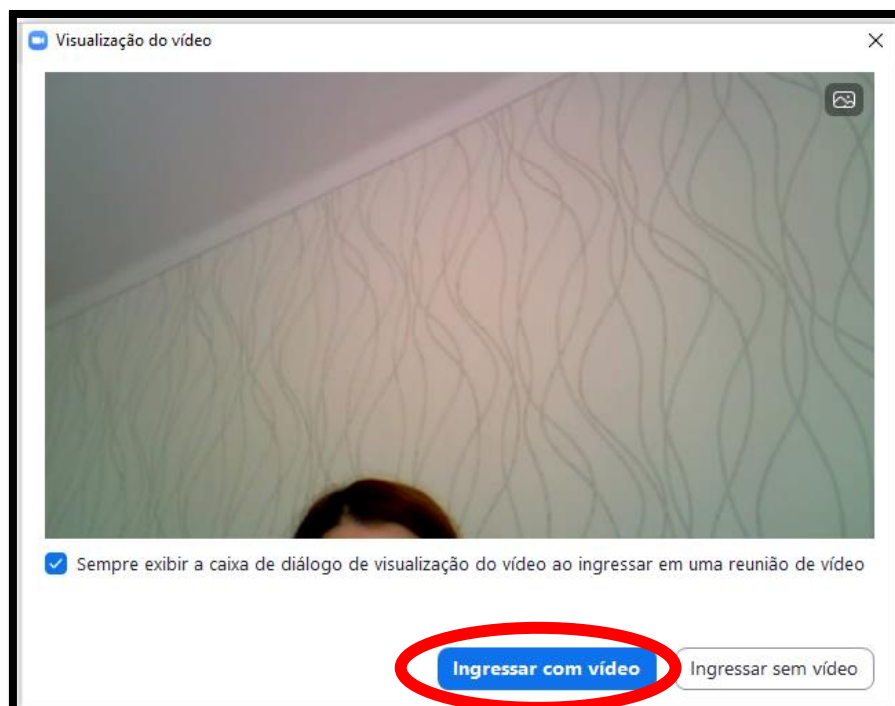 Visualização do vídeo
Sempre exibir a caixa de diálogo de visualização do vídeo ao ingressar em uma reunião de vídeo
Ingressar com vídeo
Ingressar sem vídeo